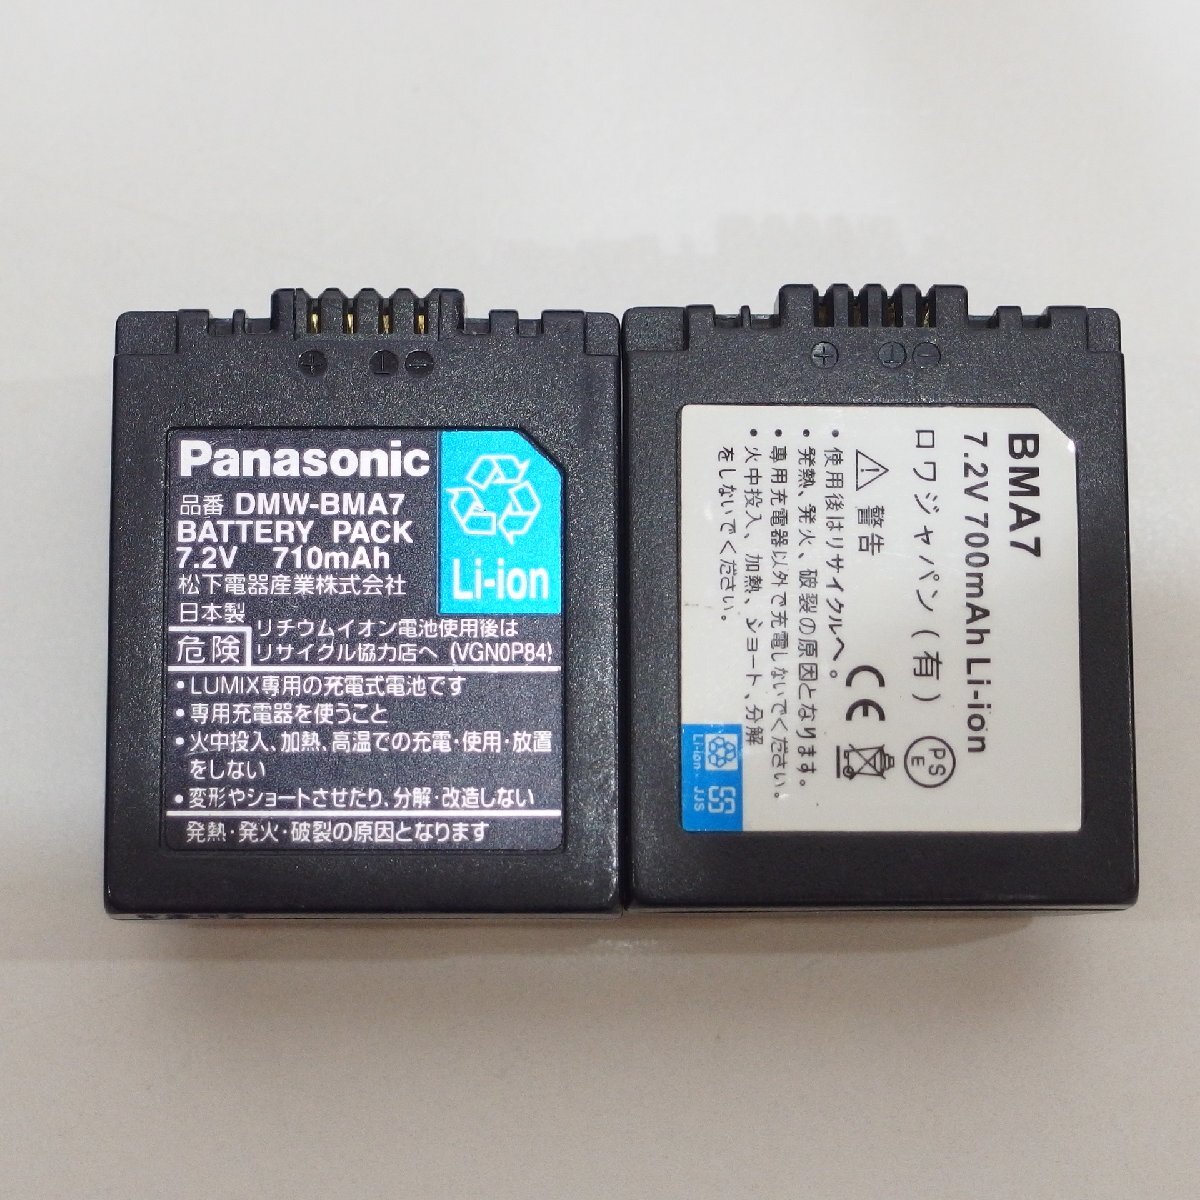 Panasonic
品番 DMW-BMA7
BATTERY PACK
7.2V 710mAh
松下電器産業株式会社
日本製
Li-ion
危険
リチウムイオン電池使用後は
リサイクル協力店へ (VGN0P84)
・LUMIX専用の充電式電池です
・専用充電器を使うこと
・火中投入、加熱、高温での充電・使用・放置
をしない
・変形やショートさせたり、分解・改造しない
発熱・発火・破裂の原因となります
BMA7
7.2V 700mAh Li-ion
ロワジャパン(有)
PSE
CE
警告
・使用後はリサイクルへ。
・発熱、発火、破裂の原因となります。
・専用充電器以外で充電しないでください。
・火中投入、加熱、ショート、分解
をしないでください。
Li-ion・JJS